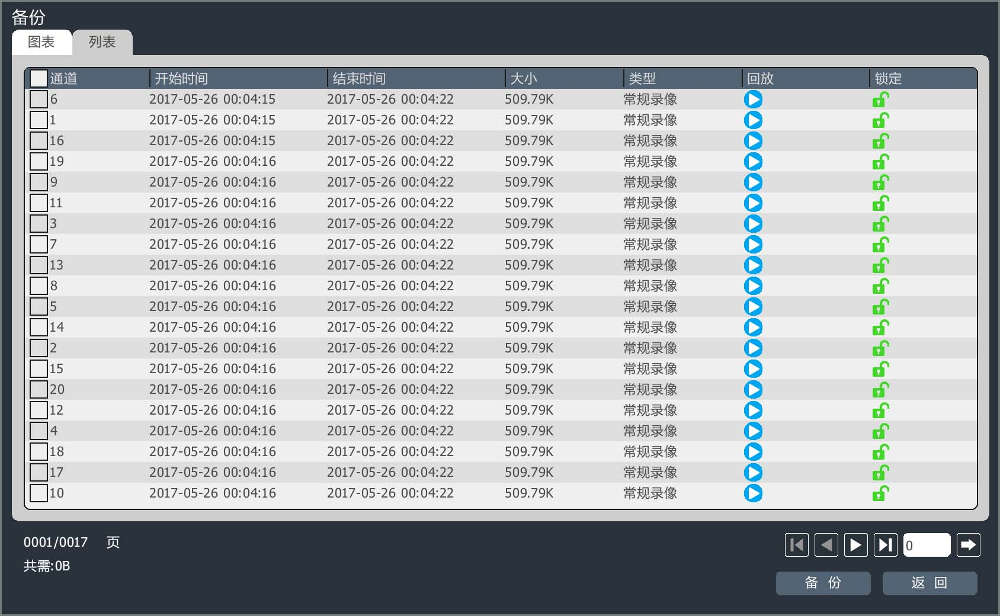 备份
图表 列表
通道 开始时间 结束时间 大小 类型 回放 锁定
6 2017-05-26 00:04:15 2017-05-26 00:04:22 509.79K 常规录像
1 2017-05-26 00:04:15 2017-05-26 00:04:22 509.79K 常规录像
16 2017-05-26 00:04:15 2017-05-26 00:04:22 509.79K 常规录像
19 2017-05-26 00:04:16 2017-05-26 00:04:22 509.79K 常规录像
9 2017-05-26 00:04:16 2017-05-26 00:04:22 509.79K 常规录像
11 2017-05-26 00:04:16 2017-05-26 00:04:22 509.79K 常规录像
3 2017-05-26 00:04:16 2017-05-26 00:04:22 509.79K 常规录像
7 2017-05-26 00:04:16 2017-05-26 00:04:22 509.79K 常规录像
13 2017-05-26 00:04:16 2017-05-26 00:04:22 509.79K 常规录像
8 2017-05-26 00:04:16 2017-05-26 00:04:22 509.79K 常规录像
5 2017-05-26 00:04:16 2017-05-26 00:04:22 509.79K 常规录像
14 2017-05-26 00:04:16 2017-05-26 00:04:22 509.79K 常规录像
2 2017-05-26 00:04:16 2017-05-26 00:04:22 509.79K 常规录像
15 2017-05-26 00:04:16 2017-05-26 00:04:22 509.79K 常规录像
20 2017-05-26 00:04:16 2017-05-26 00:04:22 509.79K 常规录像
12 2017-05-26 00:04:16 2017-05-26 00:04:22 509.79K 常规录像
4 2017-05-26 00:04:16 2017-05-26 00:04:22 509.79K 常规录像
18 2017-05-26 00:04:16 2017-05-26 00:04:22 509.79K 常规录像
17 2017-05-26 00:04:16 2017-05-26 00:04:22 509.79K 常规录像
10 2017-05-26 00:04:16 2017-05-26 00:04:22 509.79K 常规录像
0001/0017 页 0
共需:0B
备 份 返 回